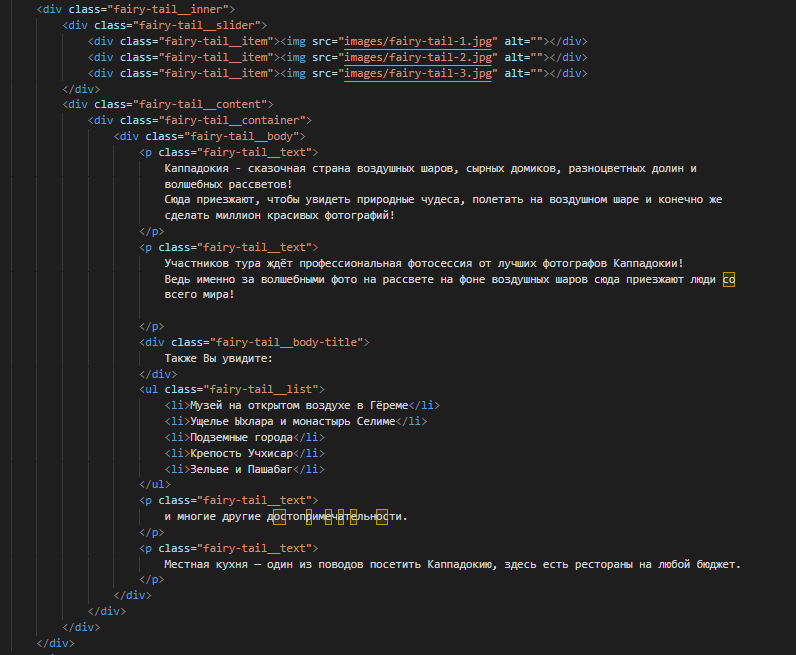 <div class="fairy-tail__inner">
<div class="fairy-tail__slider">
<div class="fairy-tail__item"><img src="images/fairy-tail-1.jpg" alt=""></div>
<div class="fairy-tail__item"><img src="images/fairy-tail-2.jpg" alt=""></div>
<div class="fairy-tail__item"><img src="images/fairy-tail-3.jpg" alt=""></div>
</div>
<div class="fairy-tail__content">
<div class="fairy-tail__container">
<div class="fairy-tail__body">
<p class="fairy-tail__text">
Каппадокия - сказочная страна воздушных шаров, сырных домиков, разноцветных долин и
волшебных рассветов!
Сюда приезжают, чтобы увидеть природные чудеса, полетать на воздушном шаре и конечно же
сделать миллион красивых фотографий!
</p>
<p class="fairy-tail__text">
Участников тура ждёт профессиональная фотосессия от лучших фотографов Каппадокии!
Ведь именно за волшебными фото на рассвете на фоне воздушных шаров сюда приезжают люди со
всего мира!
</p>
<div class="fairy-tail__body-title">
Также Вы увидите:
</div>
<ul class="fairy-tail__list">
<li>Музей на открытом воздухе в Гёреме</li>
<li>Ущелье Ыхлара и монастырь Селиме</li>
<li>Подземные города</li>
<li>Крепость Учхисар</li>
<li>Зельве и Пашабаг</li>
</ul>
<p class="fairy-tail__text">
и многие другие достопримечательности.
</p>
<p class="fairy-tail__text">
Местная кухня — один из поводов посетить Каппадокию, здесь есть рестораны на любой бюджет.
</p>
</div>
</div>
</div>
</div>